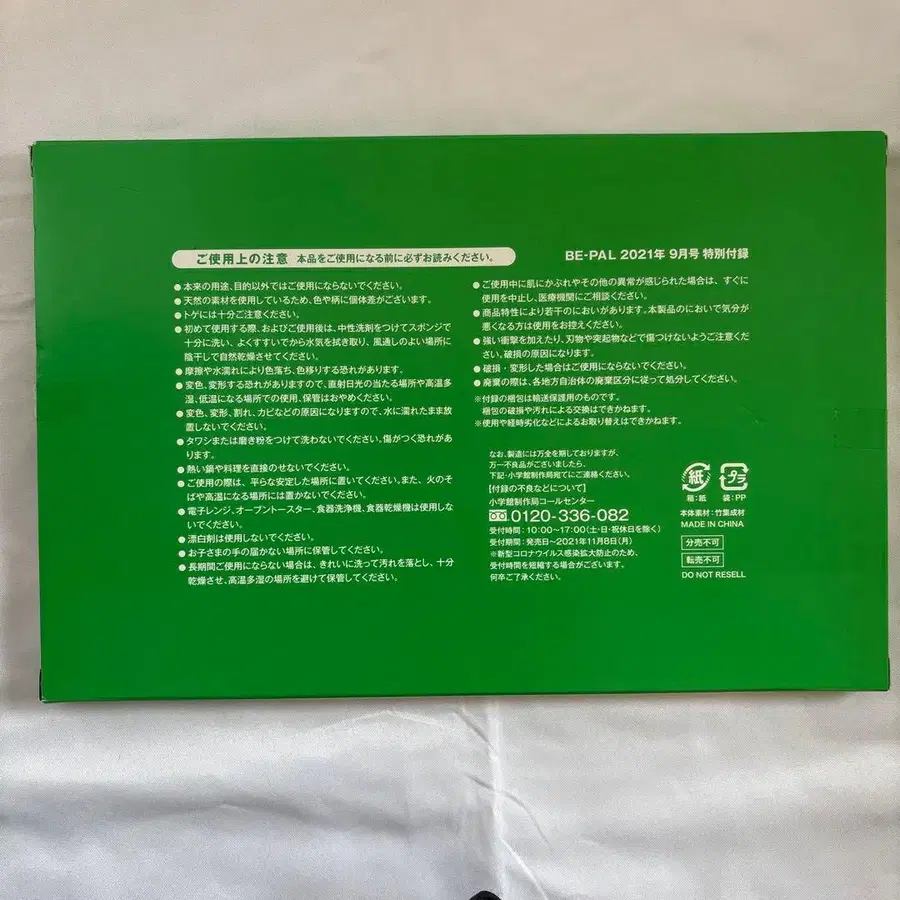 ご使用上の注意 本品をご使用になる前に必ずお読みください。
BE-PAL 2021年 9月号 特別付録
●本来の用途、目的以外ではご使用にならないでください。
●天然の素材を使用しているため、色や柄に個体差がございます。
●トゲには十分ご注意ください。
●初めて使用する際、およびご使用後は、中性洗剤をつけてスポンジで
十分に洗い、よくすすいでから水気を拭き取り、風通しのよい場所に
陰干しで自然乾燥させてください。
●摩擦や水濡れにより色落ち、色移りする恐れがあります。
●変色、変形する恐れがありますので、直射日光の当たる場所や高温多
湿、低温になる場所での使用、保管はおやめください。
●変色、変形、割れ、カビなどの原因になりますので、水に濡れたまま放
置しないでください。
●タワシまたは磨き粉をつけて洗わないでください。傷がつく恐れがあ
ります。
●熱い鍋や料理を直接のせないでください。
●ご使用の際は、平らな安定した場所に置いてください。また、火のそ
ばや高温になる場所には置かないでください。
●電子レンジ、オーブントースター、食器洗浄機、食器乾燥機は使用しな
いでください。
●漂白剤は使用しないでください。
●お子さまの手の届かない場所に保管してください。
●長期間ご使用にならない場合は、きれいに洗って汚れを落とし、十分
乾燥させ、高温多湿の場所を避けて保管してください。
●ご使用中に肌にかぶれやその他の異常が感じられた場合は、すぐに
使用を中止し、医療機関にご相談ください。
●商品特性により若干のにおいがあります。本製品のにおいで気分が
悪くなる方は使用をお控えください。
●強い衝撃を加えたり、刃物や突起物などで傷つけないようご注意くだ
さい。破損の原因になります。
●破損・変形した場合はご使用にならないでください。
●廃棄の際は、各地方自治体の廃棄区分に従って処分してください。
※付録の梱包は輸送保護用のものです。
梱包の破損や汚れによる交換はできかねます。
※使用や経時劣化などによるお取り替えはできかねます。
なお、製造には万全を期しておりますが、
万一不良品がございましたら、
下記・小学館制作局宛てにご連絡ください。
【付録の不良などについて】
小学館制作局コールセンター
0120-336-082
受付時間：10：00〜17：00（土・日・祝休日を除く）
受付期間：発売日〜2021年11月8日（月）
※新型コロナウイルス感染拡大防止のため、
受付時間を短縮する場合がございます。
何卒ご了承ください。
紙 プラ
箱：紙 袋：PP
本体素材：竹集成材
MADE IN CHINA
分売不可
転売不可
DO NOT RESELL